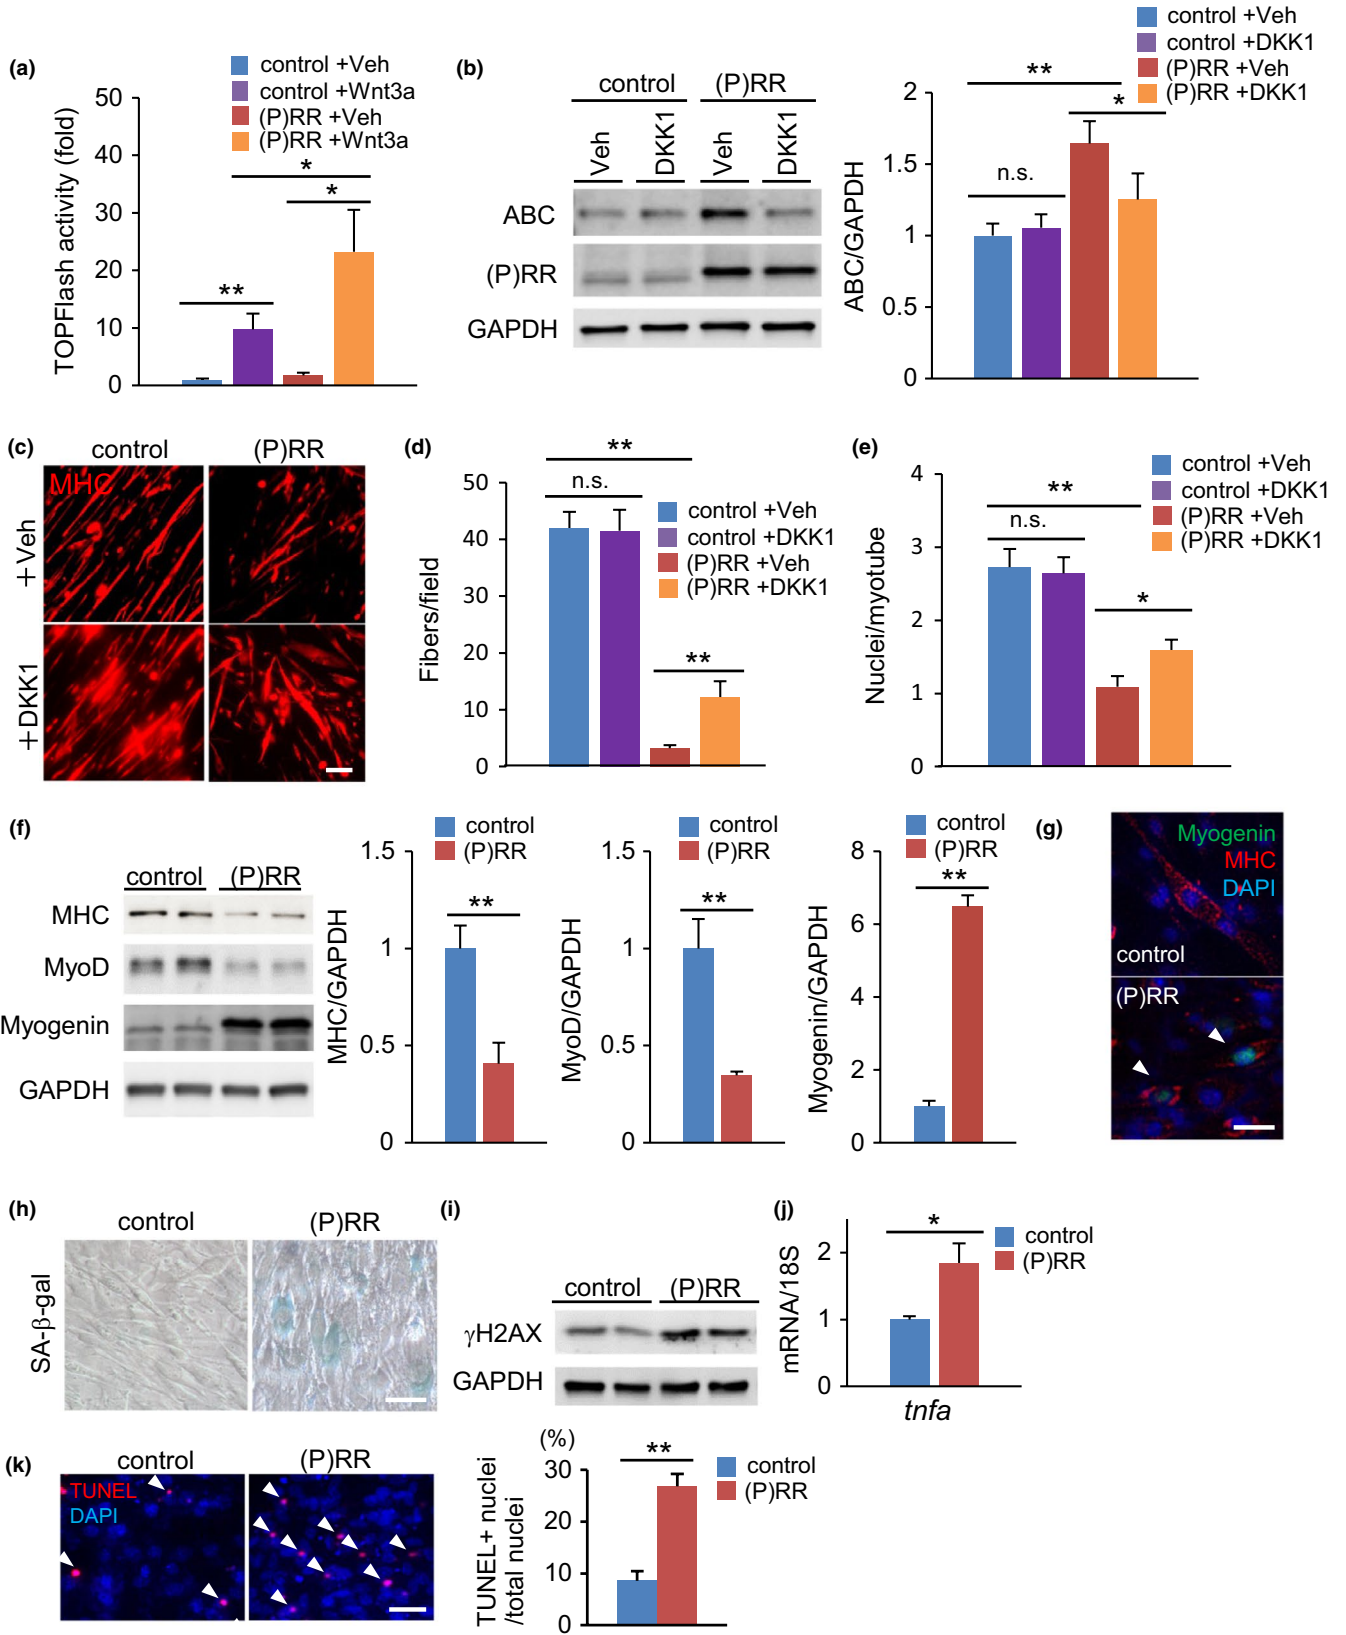 (a)
control +Veh
control +Wnt3a
(P)RR +Veh
(P)RR +Wnt3a
TOPFlash activity (fold)
50
40
30
20
10
0
*
*
**
(b)
control
(P)RR
Veh
DKK1
Veh
DKK1
ABC
(P)RR
GAPDH
control +Veh
control +DKK1
(P)RR +Veh
(P)RR +DKK1
ABC/GAPDH
2
1.5
1
0.5
0
**
*
n.s.
(c)
control
(P)RR
MHC
+Veh
+DKK1
(d)
Fibers/field
50
40
30
20
10
0
**
n.s.
**
control +Veh
control +DKK1
(P)RR +Veh
(P)RR +DKK1
(e)
Nuclei/myotube
4
3
2
1
0
**
n.s.
*
control +Veh
control +DKK1
(P)RR +Veh
(P)RR +DKK1
(f)
control
(P)RR
MHC
MyoD
Myogenin
GAPDH
control
(P)RR
MHC/GAPDH
1.5
1
0.5
0
**
control
(P)RR
MyoD/GAPDH
1.5
1
0.5
0
**
control
(P)RR
Myogenin/GAPDH
8
6
4
2
0
**
(g)
Myogenin
MHC
DAPI
control
(P)RR
(h)
control
(P)RR
SA-β-gal
(i)
control
(P)RR
γH2AX
GAPDH
(j)
mRNA/18S
2
1
0
*
control
(P)RR
tnfa
(k)
control
(P)RR
TUNEL
DAPI
(%)
TUNEL+ nuclei
/total nuclei
30
20
10
0
**
control
(P)RR